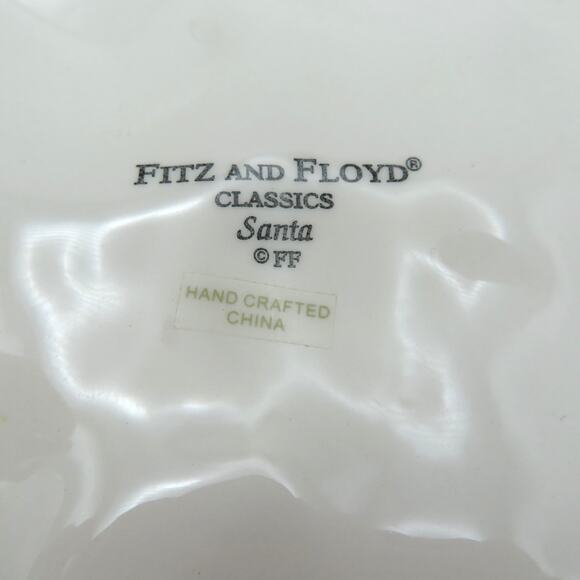 FITZ AND FLOYD®
CLASSICS
Santa
© FF
HAND CRAFTED
CHINA